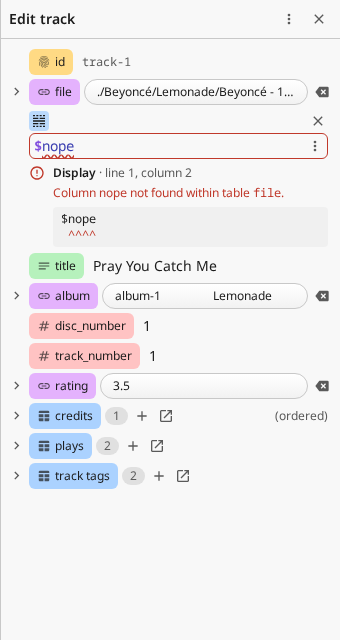 Edit track
id track-1
file ./Beyoncé/Lemonade/Beyoncé - 1...
$nope
Display · line 1, column 2
Column nope not found within table file.
$nope
^^^^
title Pray You Catch Me
album album-1 Lemonade
# disc_number 1
# track_number 1
rating 3.5
credits 1 + (ordered)
plays 2 +
track tags 2 +